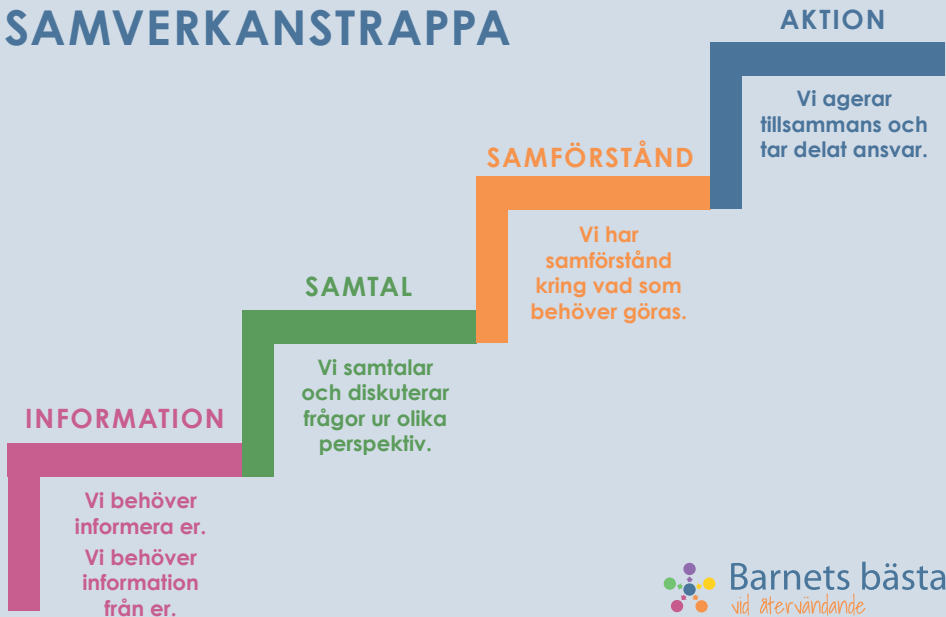 SAMVERKANSTRAPPA
AKTION
Vi agerar
tillsammans och
tar delat ansvar.
SAMFÖRSTÅND
Vi har
samförstånd
kring vad som
behöver göras.
SAMTAL
Vi samtalar
och diskuterar
frågor ur olika
perspektiv.
INFORMATION
Vi behöver
informera er.
Vi behöver
information
från er.
Barnets bästa
vid återvändande